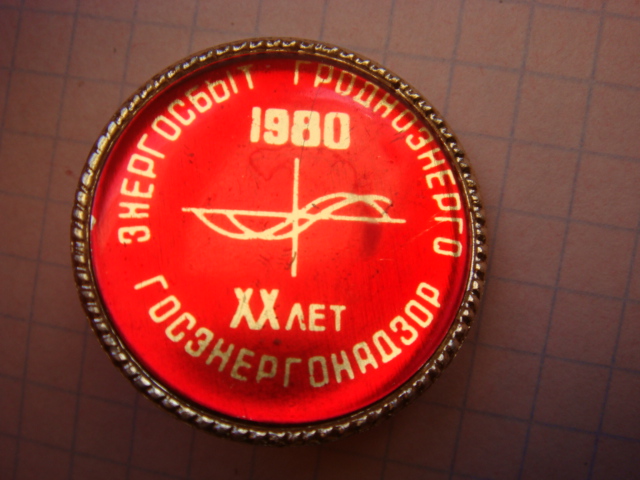 ЭНЕРГОСБЫТ ГРОДНОЭНЕРГО
1980
XX ЛЕТ
ГОСЭНЕРГОНАДЗОР